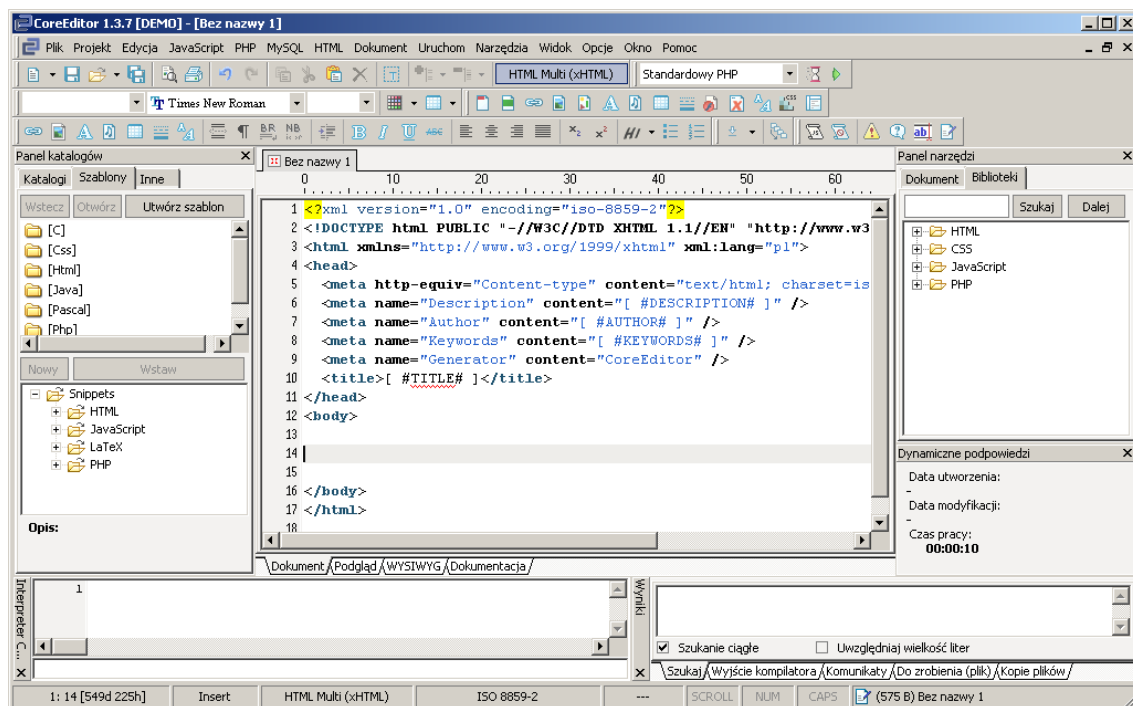 CoreEditor 1.3.7 [DEMO] - [Bez nazwy 1]
Plik Projekt Edycja JavaScript PHP MySQL HTML Dokument Uruchom Narzędzia Widok Opcje Okno Pomoc
HTML Multi (xHTML) Standardowy PHP
Times New Roman
Panel katalogów
Katalogi Szablony Inne
Wstecz Otwórz Utwórz szablon
[C]
[Css]
[Html]
[Java]
[Pascal]
[Php]
Nowy Wstaw
Snippets
HTML
JavaScript
LaTeX
PHP
Opis:
Bez nazwy 1
0 10 20 30 40 50 60
1 <?xml version="1.0" encoding="iso-8859-2"?>
2 <!DOCTYPE html PUBLIC "-//W3C//DTD XHTML 1.1//EN" "http://www.w3
3 <html xmlns="http://www.w3.org/1999/xhtml" xml:lang="pl">
4 <head>
5 <meta http-equiv="Content-type" content="text/html; charset=is
6 <meta name="Description" content="[ #DESCRIPTION# ]" />
7 <meta name="Author" content="[ #AUTHOR# ]" />
8 <meta name="Keywords" content="[ #KEYWORDS# ]" />
9 <meta name="Generator" content="CoreEditor" />
10 <title>[ #TITLE# ]</title>
11 </head>
12 <body>
13
14
15
16 </body>
17 </html>
18
Dokument Podgląd WYSIWYG Dokumentacja
Panel narzędzi
Dokument Biblioteki
Szukaj Dalej
HTML
CSS
JavaScript
PHP
Dynamiczne podpowiedzi
Data utworzenia:
-
Data modyfikacji:
-
Czas pracy:
00:00:10
Interpreter C...
1
Wyniki
Szukanie ciągłe Uwzględniaj wielkość liter
Szukaj Wyjście kompilatora Komunikaty Do zrobienia (plik) Kopie plików
1: 14 [549d 225h] Insert HTML Multi (xHTML) ISO 8859-2 --- SCROLL NUM CAPS (575 B) Bez nazwy 1